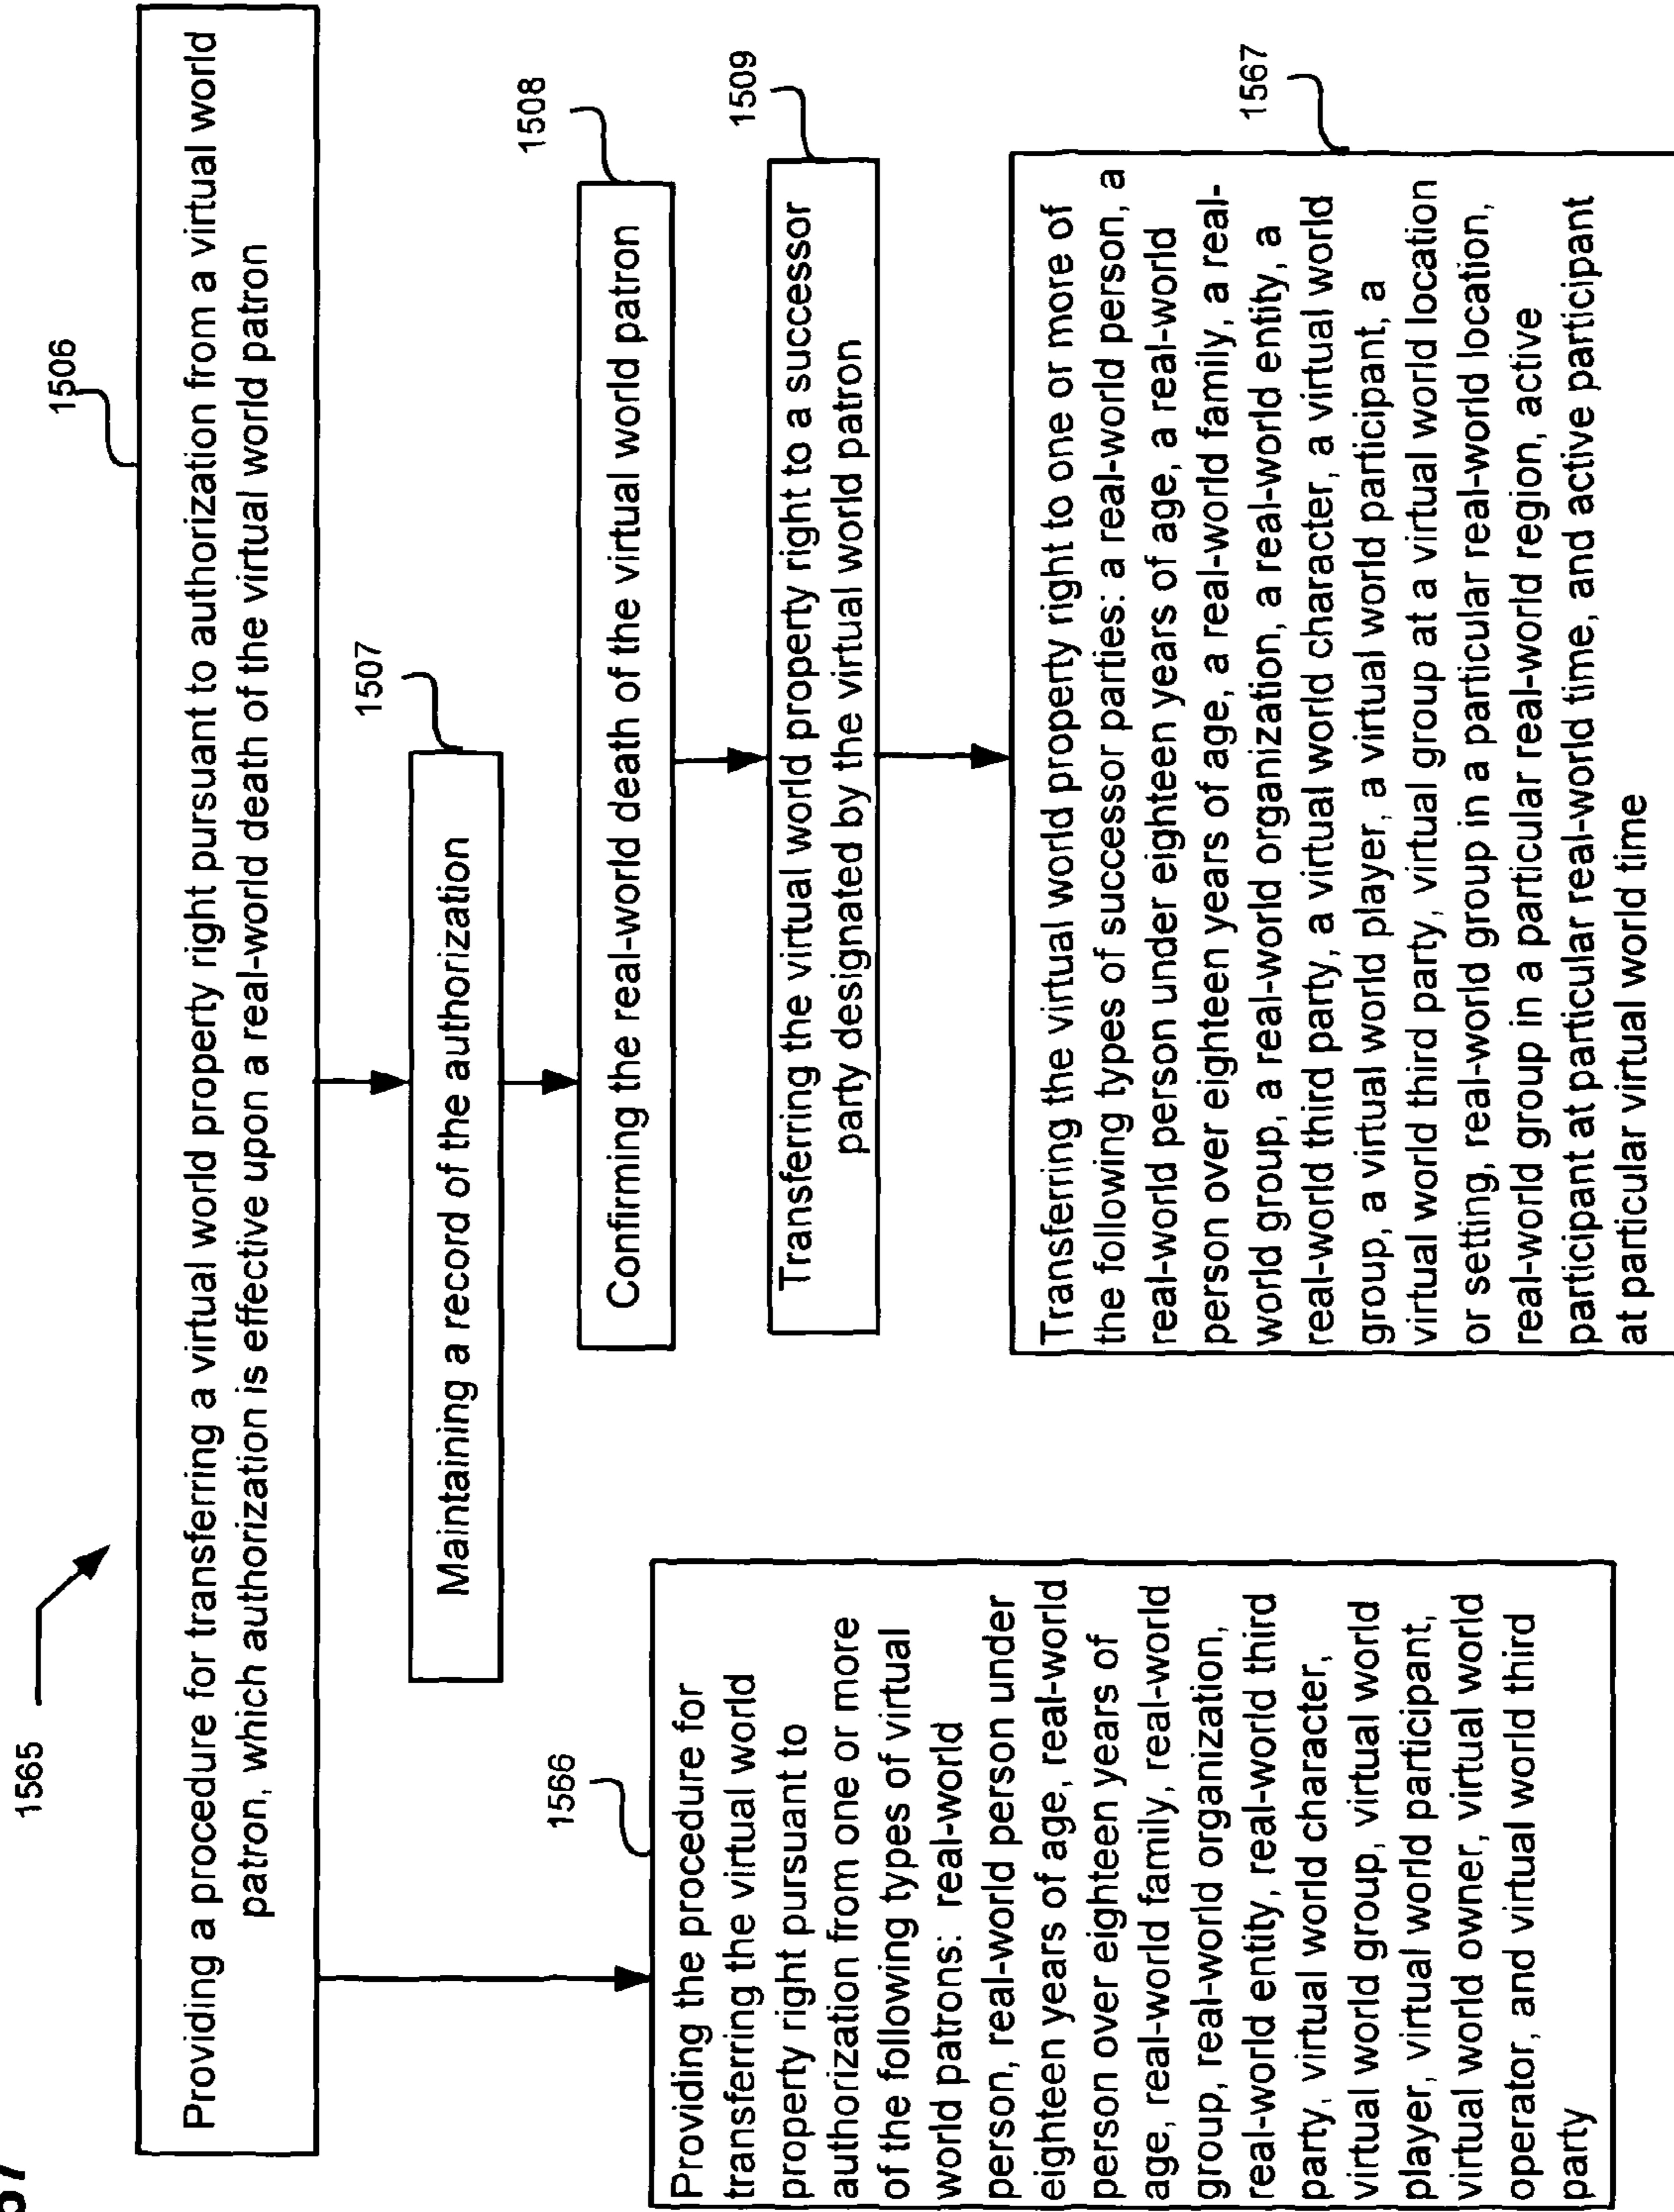 1565
1506
Providing a procedure for transferring a virtual world property right pursuant to authorization from a virtual world
patron, which authorization is effective upon a real-world death of the virtual world patron
1507
Maintaining a record of the authorization
1508
Confirming the real-world death of the virtual world patron
1509
Transferring the virtual world property right to a successor
party designated by the virtual world patron
1566
Providing the procedure for
transferring the virtual world
property right pursuant to
authorization from one or more
of the following types of virtual
world patrons: real-world
person, real-world person under
eighteen years of age, real-world
person over eighteen years of
age, real-world family, real-world
group, real-world organization,
real-world entity, real-world third
party, virtual world character,
virtual world group, virtual world
player, virtual world participant,
virtual world owner, virtual world
operator, and virtual world third
party
1567
Transferring the virtual world property right to one or more of
the following types of successor parties: a real-world person, a
real-world person under eighteen years of age, a real-world
person over eighteen years of age, a real-world family, a real-
world group, a real-world organization, a real-world entity, a
real-world third party, a virtual world character, a virtual world
group, a virtual world player, a virtual world participant, a
virtual world third party, virtual group at a virtual world location
or setting, real-world group in a particular real-world location,
real-world group in a particular real-world region, active
participant at particular real-world time, and active participant
at particular virtual world time